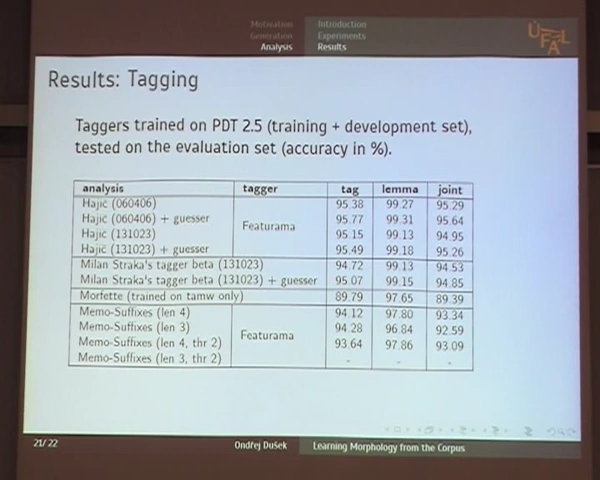 Motivation
Generation
Analysis
Introduction
Experiments
Results
ÚFAL
Results: Tagging
Taggers trained on PDT 2.5 (training + development set),
tested on the evaluation set (accuracy in %).
analysis tagger tag lemma joint
Hajič (060406) 95.38 99.27 95.29
Hajič (060406) + guesser 95.77 99.31 95.64
Featurama
Hajič (131023) 95.15 99.13 94.95
Hajič (131023) + guesser 95.49 99.18 95.26
Milan Straka's tagger beta (131023) 94.72 99.13 94.53
Milan Straka's tagger beta (131023) + guesser 95.07 99.15 94.85
Morfette (trained on tamw only) 89.79 97.65 89.39
Memo-Suffixes (len 4) 94.12 97.80 93.34
Memo-Suffixes (len 3) 94.28 96.84 92.59
Featurama
Memo-Suffixes (len 4, thr 2) 93.64 97.86 93.09
Memo-Suffixes (len 3, thr 2) - - -
21/ 22
Ondřej Dušek
Learning Morphology from the Corpus